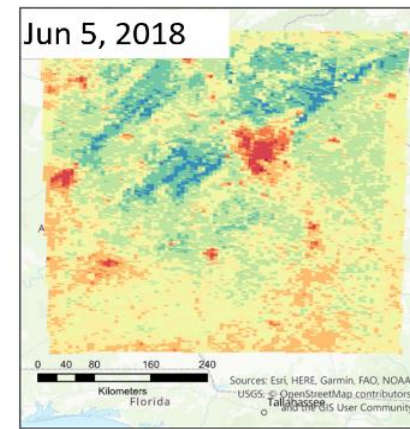 Jun 5, 2018
A
0 40 80 160 240
Kilometers
Sources: Esri, HERE, Garmin, FAO, NOAA,
USGS, © OpenStreetMap contributors,
and the GIS User Community
Florida
Tallahassee